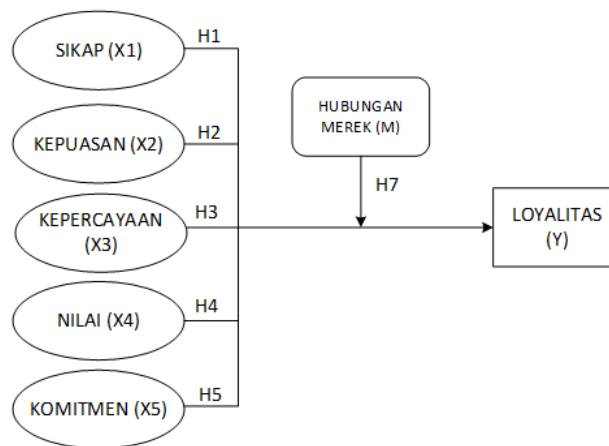 SIKAP (X1)
H1
HUBUNGAN
MEREK (M)
KEPUASAN (X2)
H2
H7
KEPERCAYAAN
(X3)
H3
LOYALITAS
(Y)
NILAI (X4)
H4
KOMITMEN (X5)
H5